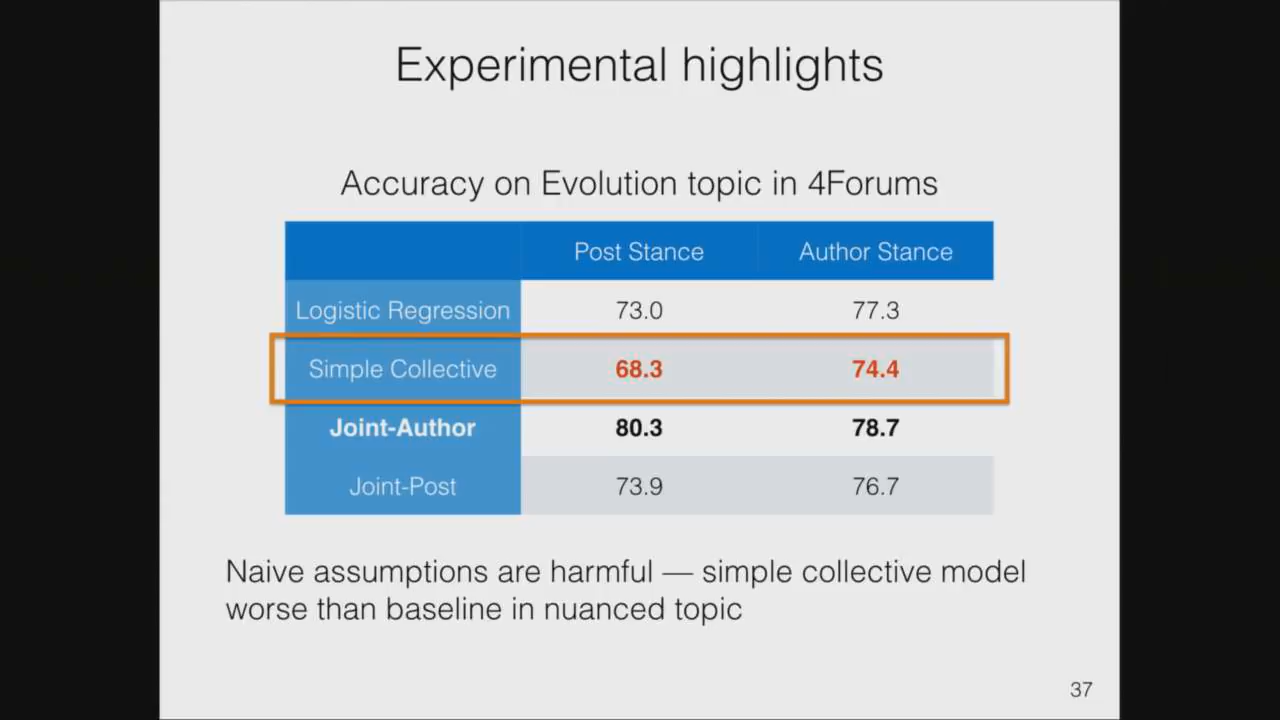 Experimental highlights
Accuracy on Evolution topic in 4Forums
Post Stance Author Stance
Logistic Regression 73.0 77.3
Simple Collective 68.3 74.4
Joint-Author 80.3 78.7
Joint-Post 73.9 76.7
Naive assumptions are harmful — simple collective model
worse than baseline in nuanced topic
37